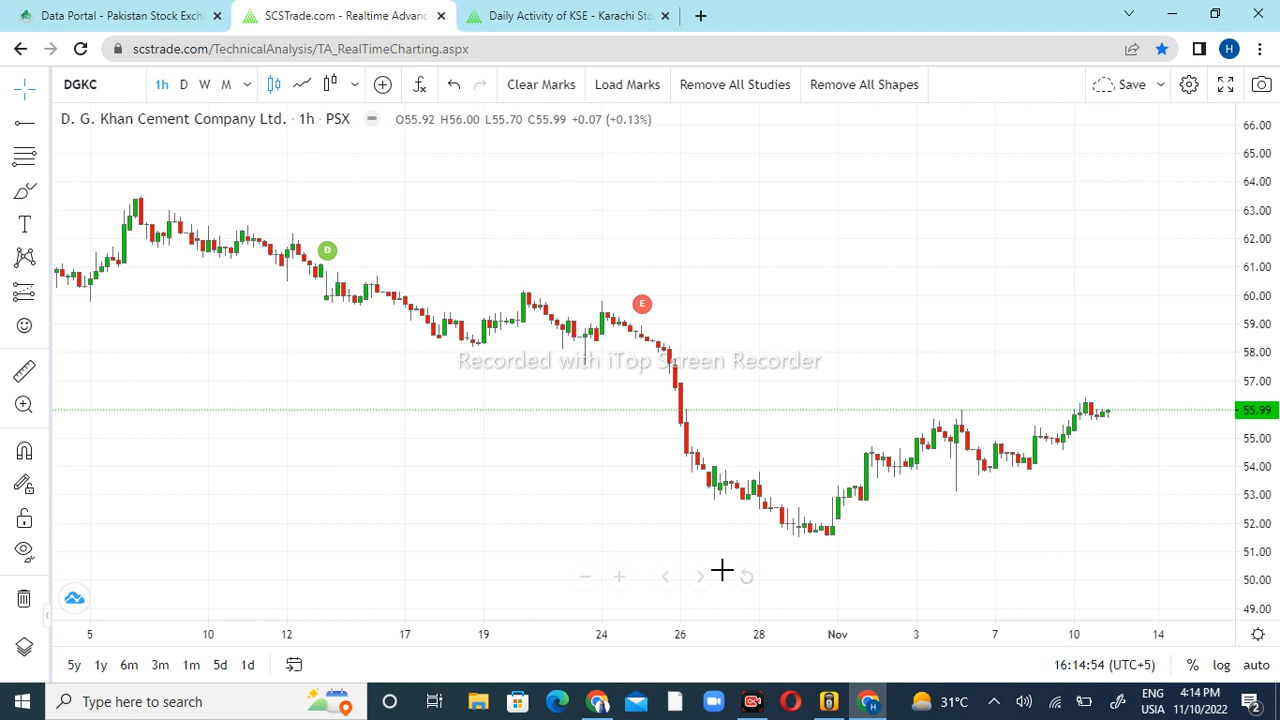 Data Portal - Pakistan Stock Exch
SCSTrade.com - Realtime Advanc
Daily Activity of KSE - Karachi Sto
scstrade.com/TechnicalAnalysis/TA_RealTimeCharting.aspx
H
DGKC
1h
D
W
M
Clear Marks
Load Marks
Remove All Studies
Remove All Shapes
Save
D. G. Khan Cement Company Ltd. · 1h · PSX
O55.92 H56.00 L55.70 C55.99 +0.07 (+0.13%)
66.00
65.00
64.00
63.00
62.00
61.00
60.00
59.00
58.00
57.00
55.99
55.00
54.00
53.00
52.00
51.00
50.00
49.00
D
E
Recorded with iTop Screen Recorder
5
10
12
17
19
24
26
28
Nov
3
7
10
14
5y
1y
6m
3m
1m
5d
1d
16:14:54 (UTC+5)
%
log
auto
Type here to search
31°C
ENG
USIA
4:14 PM
11/10/2022
2